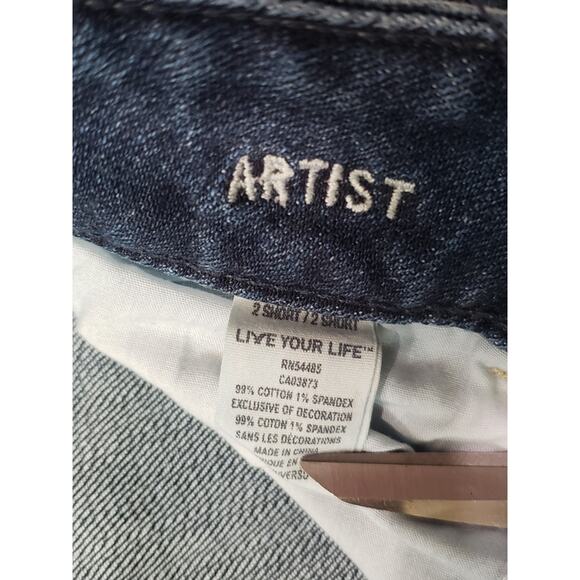 ARTIST
2 SHORT / 2 SHORT
LIVE YOUR LIFE™
RN54485
CA03873
99% COTTON 1% SPANDEX
EXCLUSIVE OF DECORATION
99% COTON 1% SPANDEX
SANS LES DÉCORATIONS
MADE IN CHINA